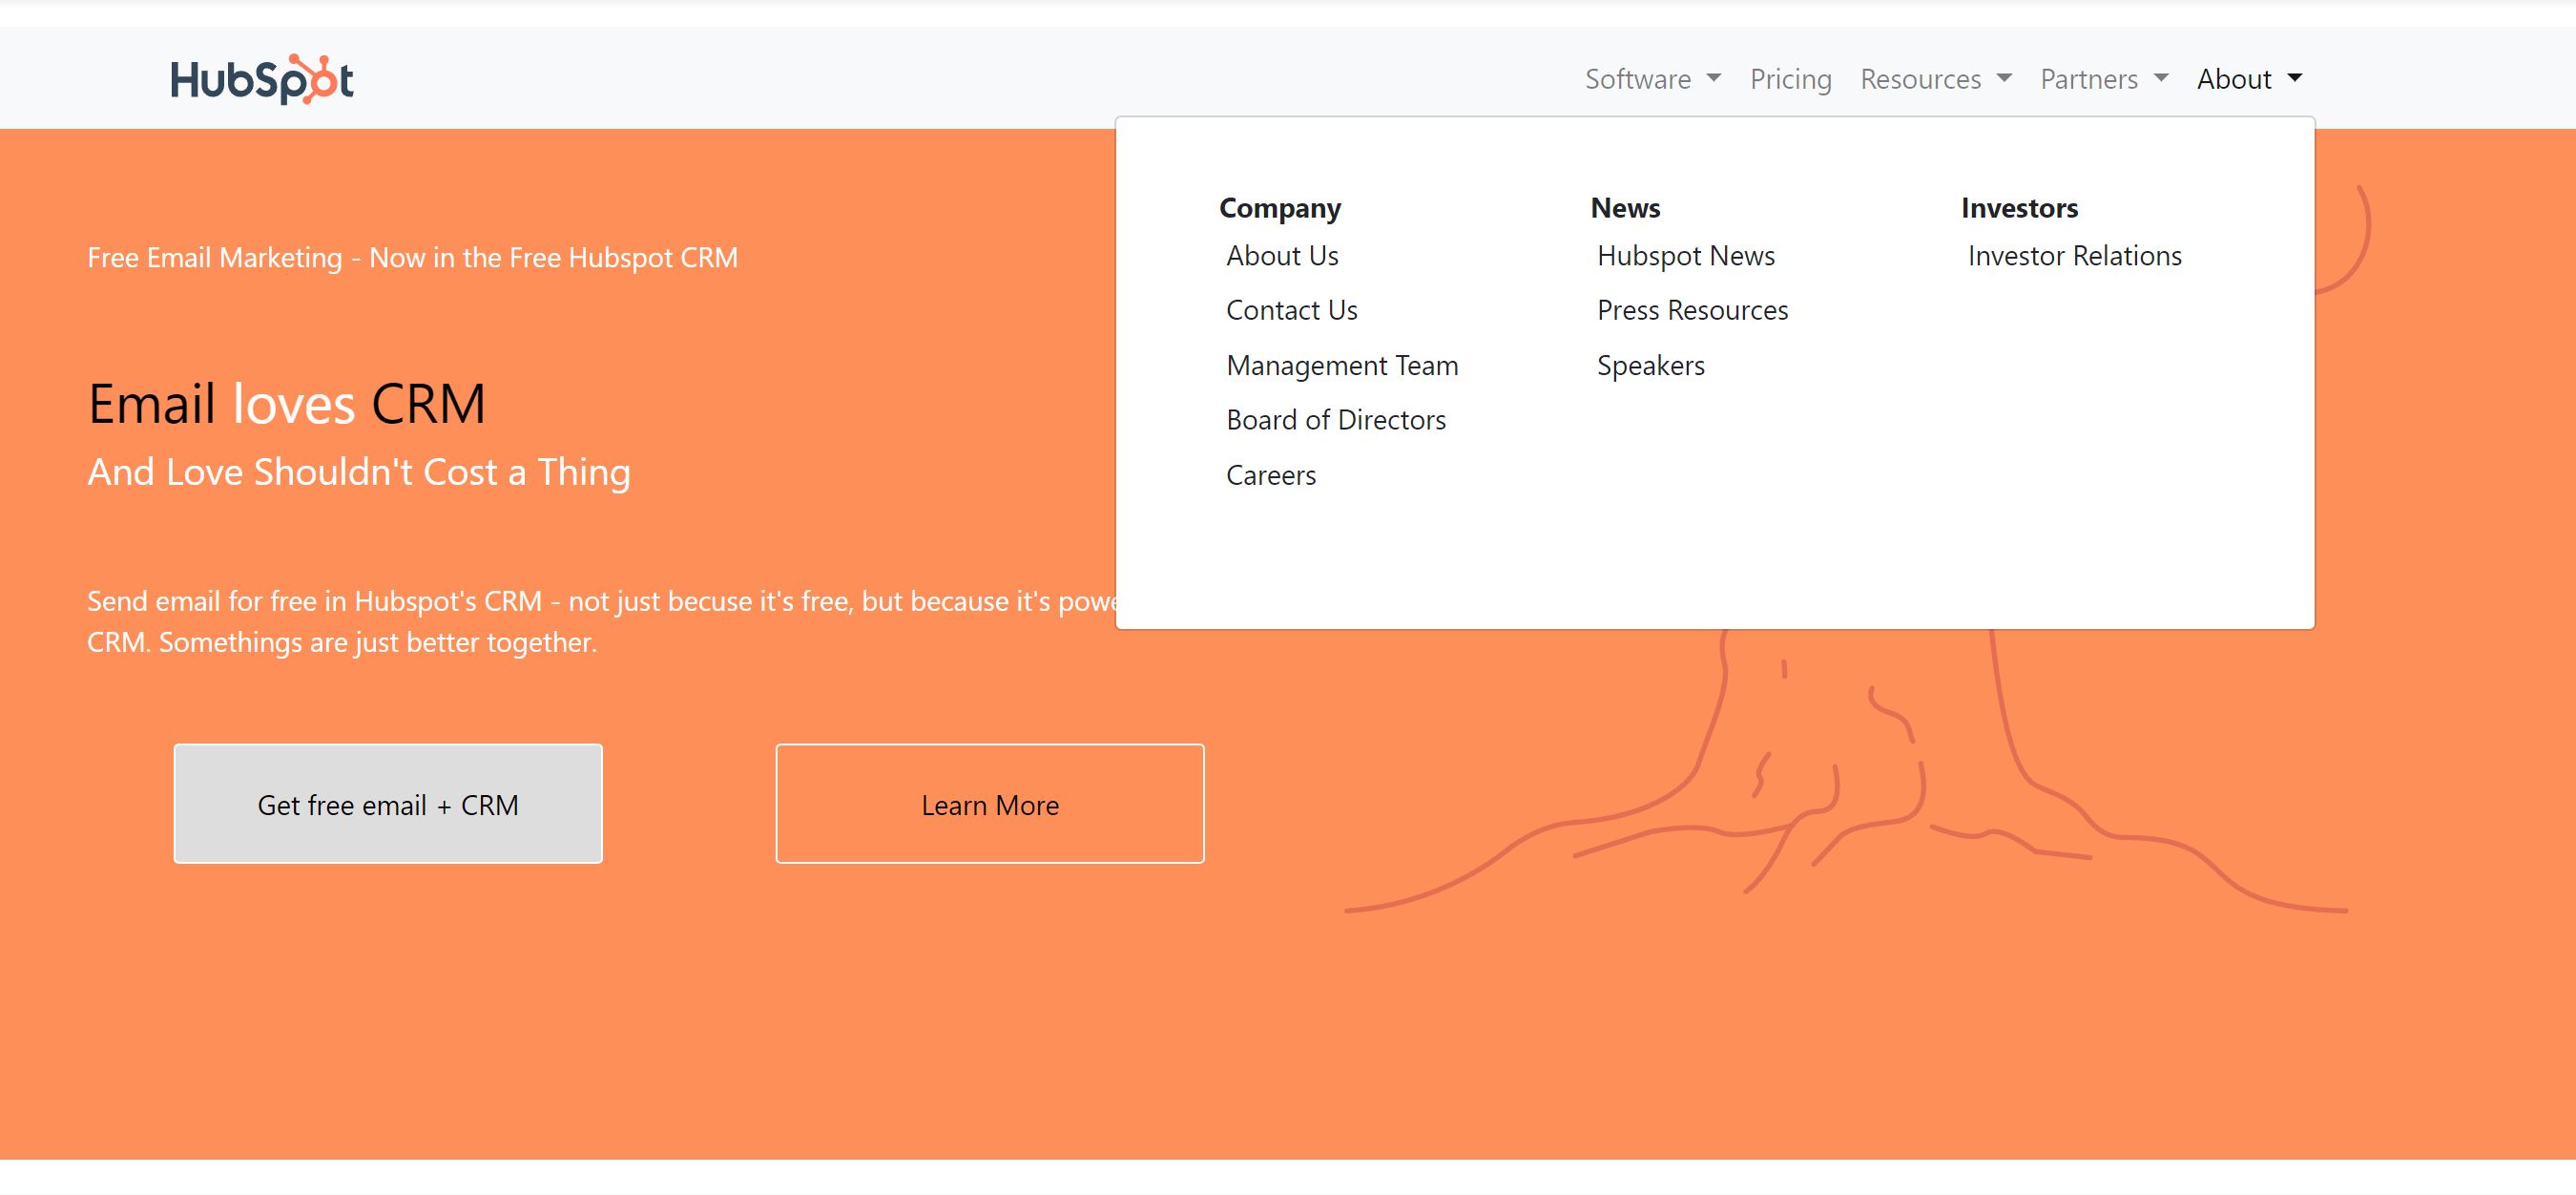 HubSpot
Software Pricing Resources Partners About
Company
About Us
Contact Us
Management Team
Board of Directors
Careers
News
Hubspot News
Press Resources
Speakers
Investors
Investor Relations
Free Email Marketing - Now in the Free Hubspot CRM
Email loves CRM
And Love Shouldn't Cost a Thing
Send email for free in Hubspot's CRM - not just becuse it's free, but because it's
CRM. Somethings are just better together.
Get free email + CRM
Learn More